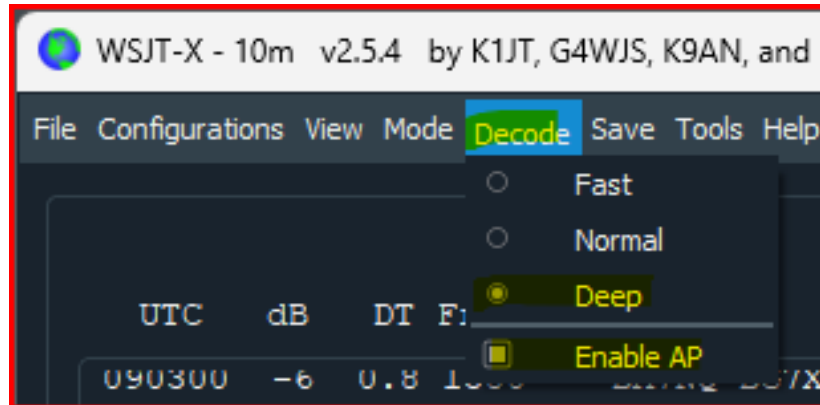 WSJT-X - 10m v2.5.4 by K1JT, G4WJS, K9AN, and
File Configurations View Mode Decode Save Tools Help
Fast
Normal
Deep
UTC dB DT
Enable AP
090300 -6 0.8